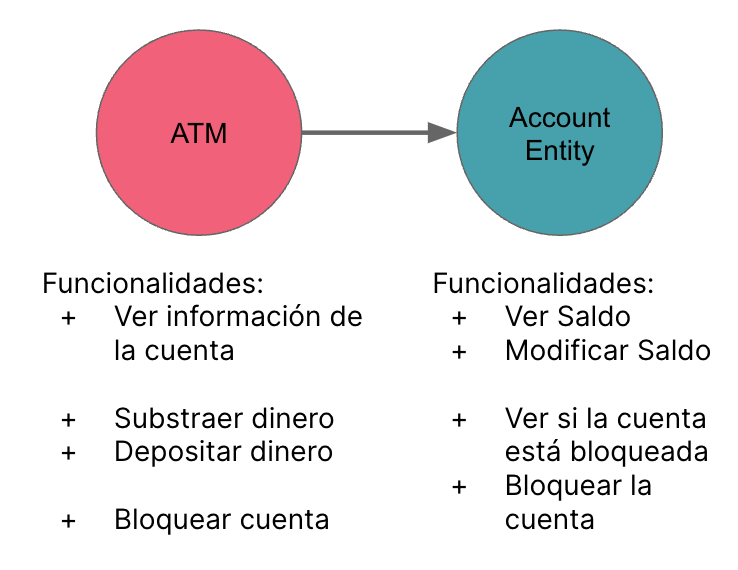 ATM
Account
Entity
Funcionalidades:
+ Ver información de
la cuenta
+ Substraer dinero
+ Depositar dinero
+ Bloquear cuenta
Funcionalidades:
+ Ver Saldo
+ Modificar Saldo
+ Ver si la cuenta
está bloqueada
+ Bloquear la
cuenta